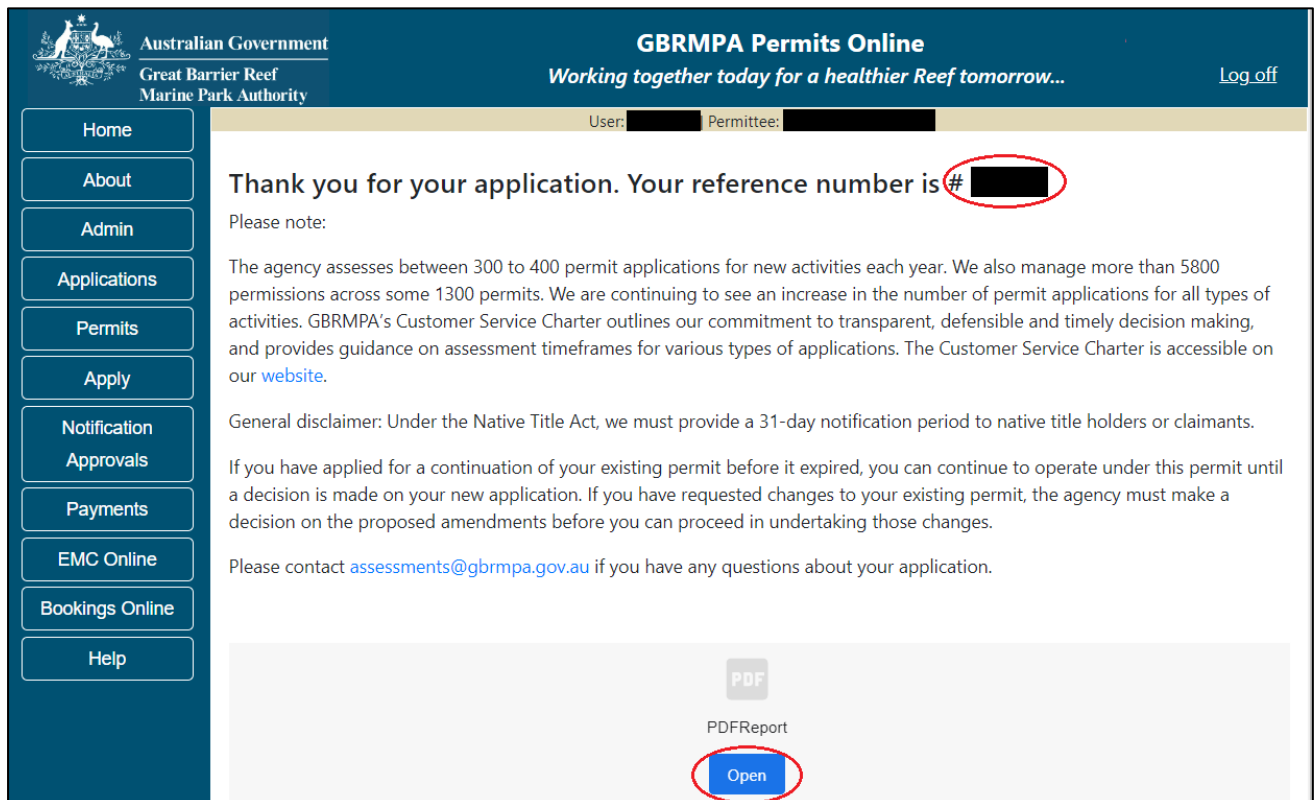 Australian Government
Great Barrier Reef
Marine Park Authority
GBRMPA Permits Online
Working together today for a healthier Reef tomorrow...
Log off
Home
About
Admin
Applications
Permits
Apply
Notification
Approvals
Payments
EMC Online
Bookings Online
Help
User: | Permittee:
Thank you for your application. Your reference number is #
Please note:
The agency assesses between 300 to 400 permit applications for new activities each year. We also manage more than 5800
permissions across some 1300 permits. We are continuing to see an increase in the number of permit applications for all types of
activities. GBRMPA's Customer Service Charter outlines our commitment to transparent, defensible and timely decision making,
and provides guidance on assessment timeframes for various types of applications. The Customer Service Charter is accessible on
our website.
General disclaimer: Under the Native Title Act, we must provide a 31-day notification period to native title holders or claimants.
If you have applied for a continuation of your existing permit before it expired, you can continue to operate under this permit until
a decision is made on your new application. If you have requested changes to your existing permit, the agency must make a
decision on the proposed amendments before you can proceed in undertaking those changes.
Please contact assessments@gbrmpa.gov.au if you have any questions about your application.
PDF
PDFReport
Open